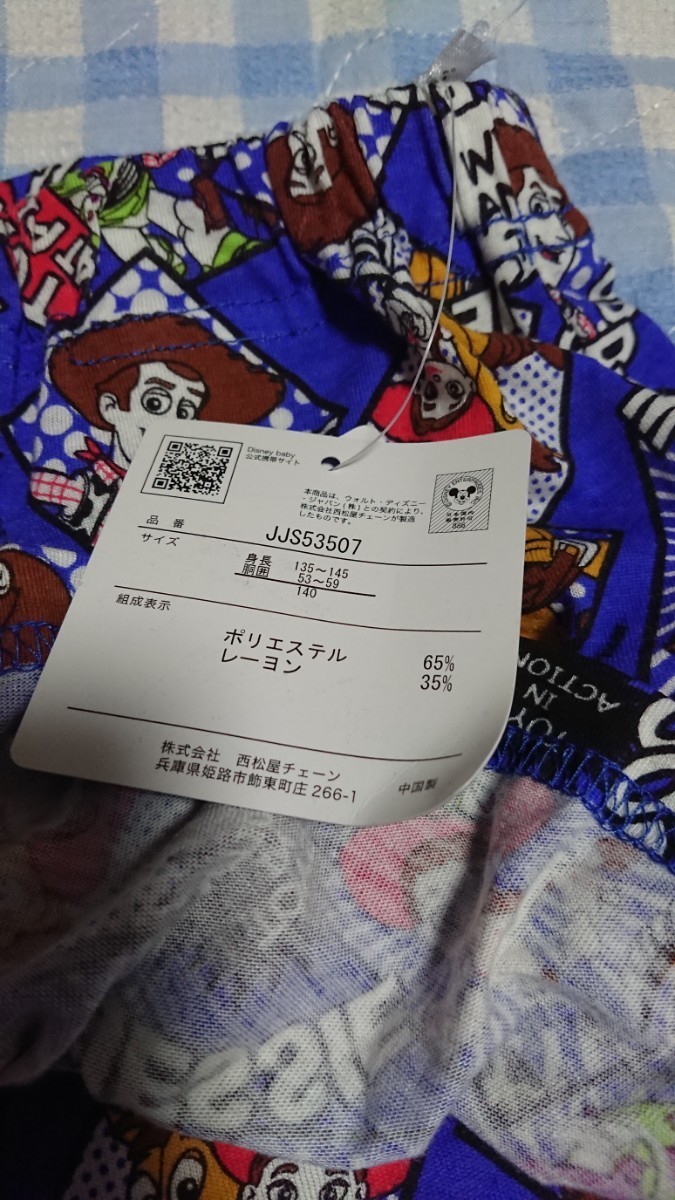 Disney baby
公式携帯サイト
本商品は、ウォルト・ディズニー
・ジャパン(株)との契約により、
株式会社西松屋チェーンが製造
したものです。
品 番 JJS53507
サイズ
身長 135～145
胴囲 53～59
140
組成表示
ポリエステル 65%
レーヨン 35%
株式会社 西松屋チェーン
兵庫県姫路市飾東町庄266-1 中国製
IN
ACTION